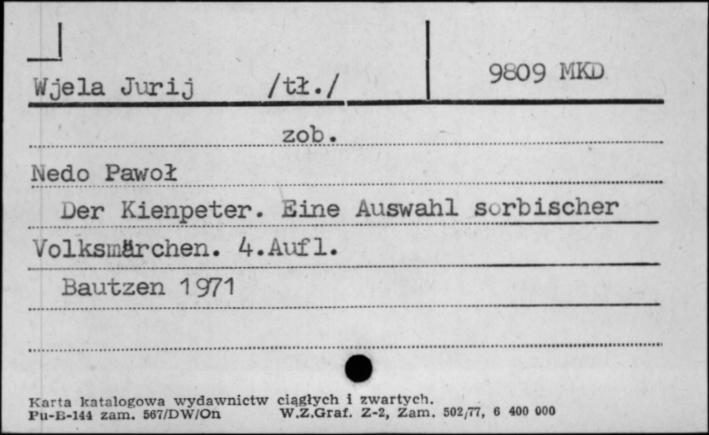 Wjela Jurij /tł./ 9809 MKD
zob.
Nedo Pawoł
Der Kienpeter. Eine Auswahl sorbischer
Volksmärchen. 4.Aufl.
Bautzen 1971
Karta katalogowa wydawnictw ciągłych i zwartych.
Pu-B-144 zam. 567/DW/On W.Z.Graf. Z-2, Zam. 502/77, 6 400 000